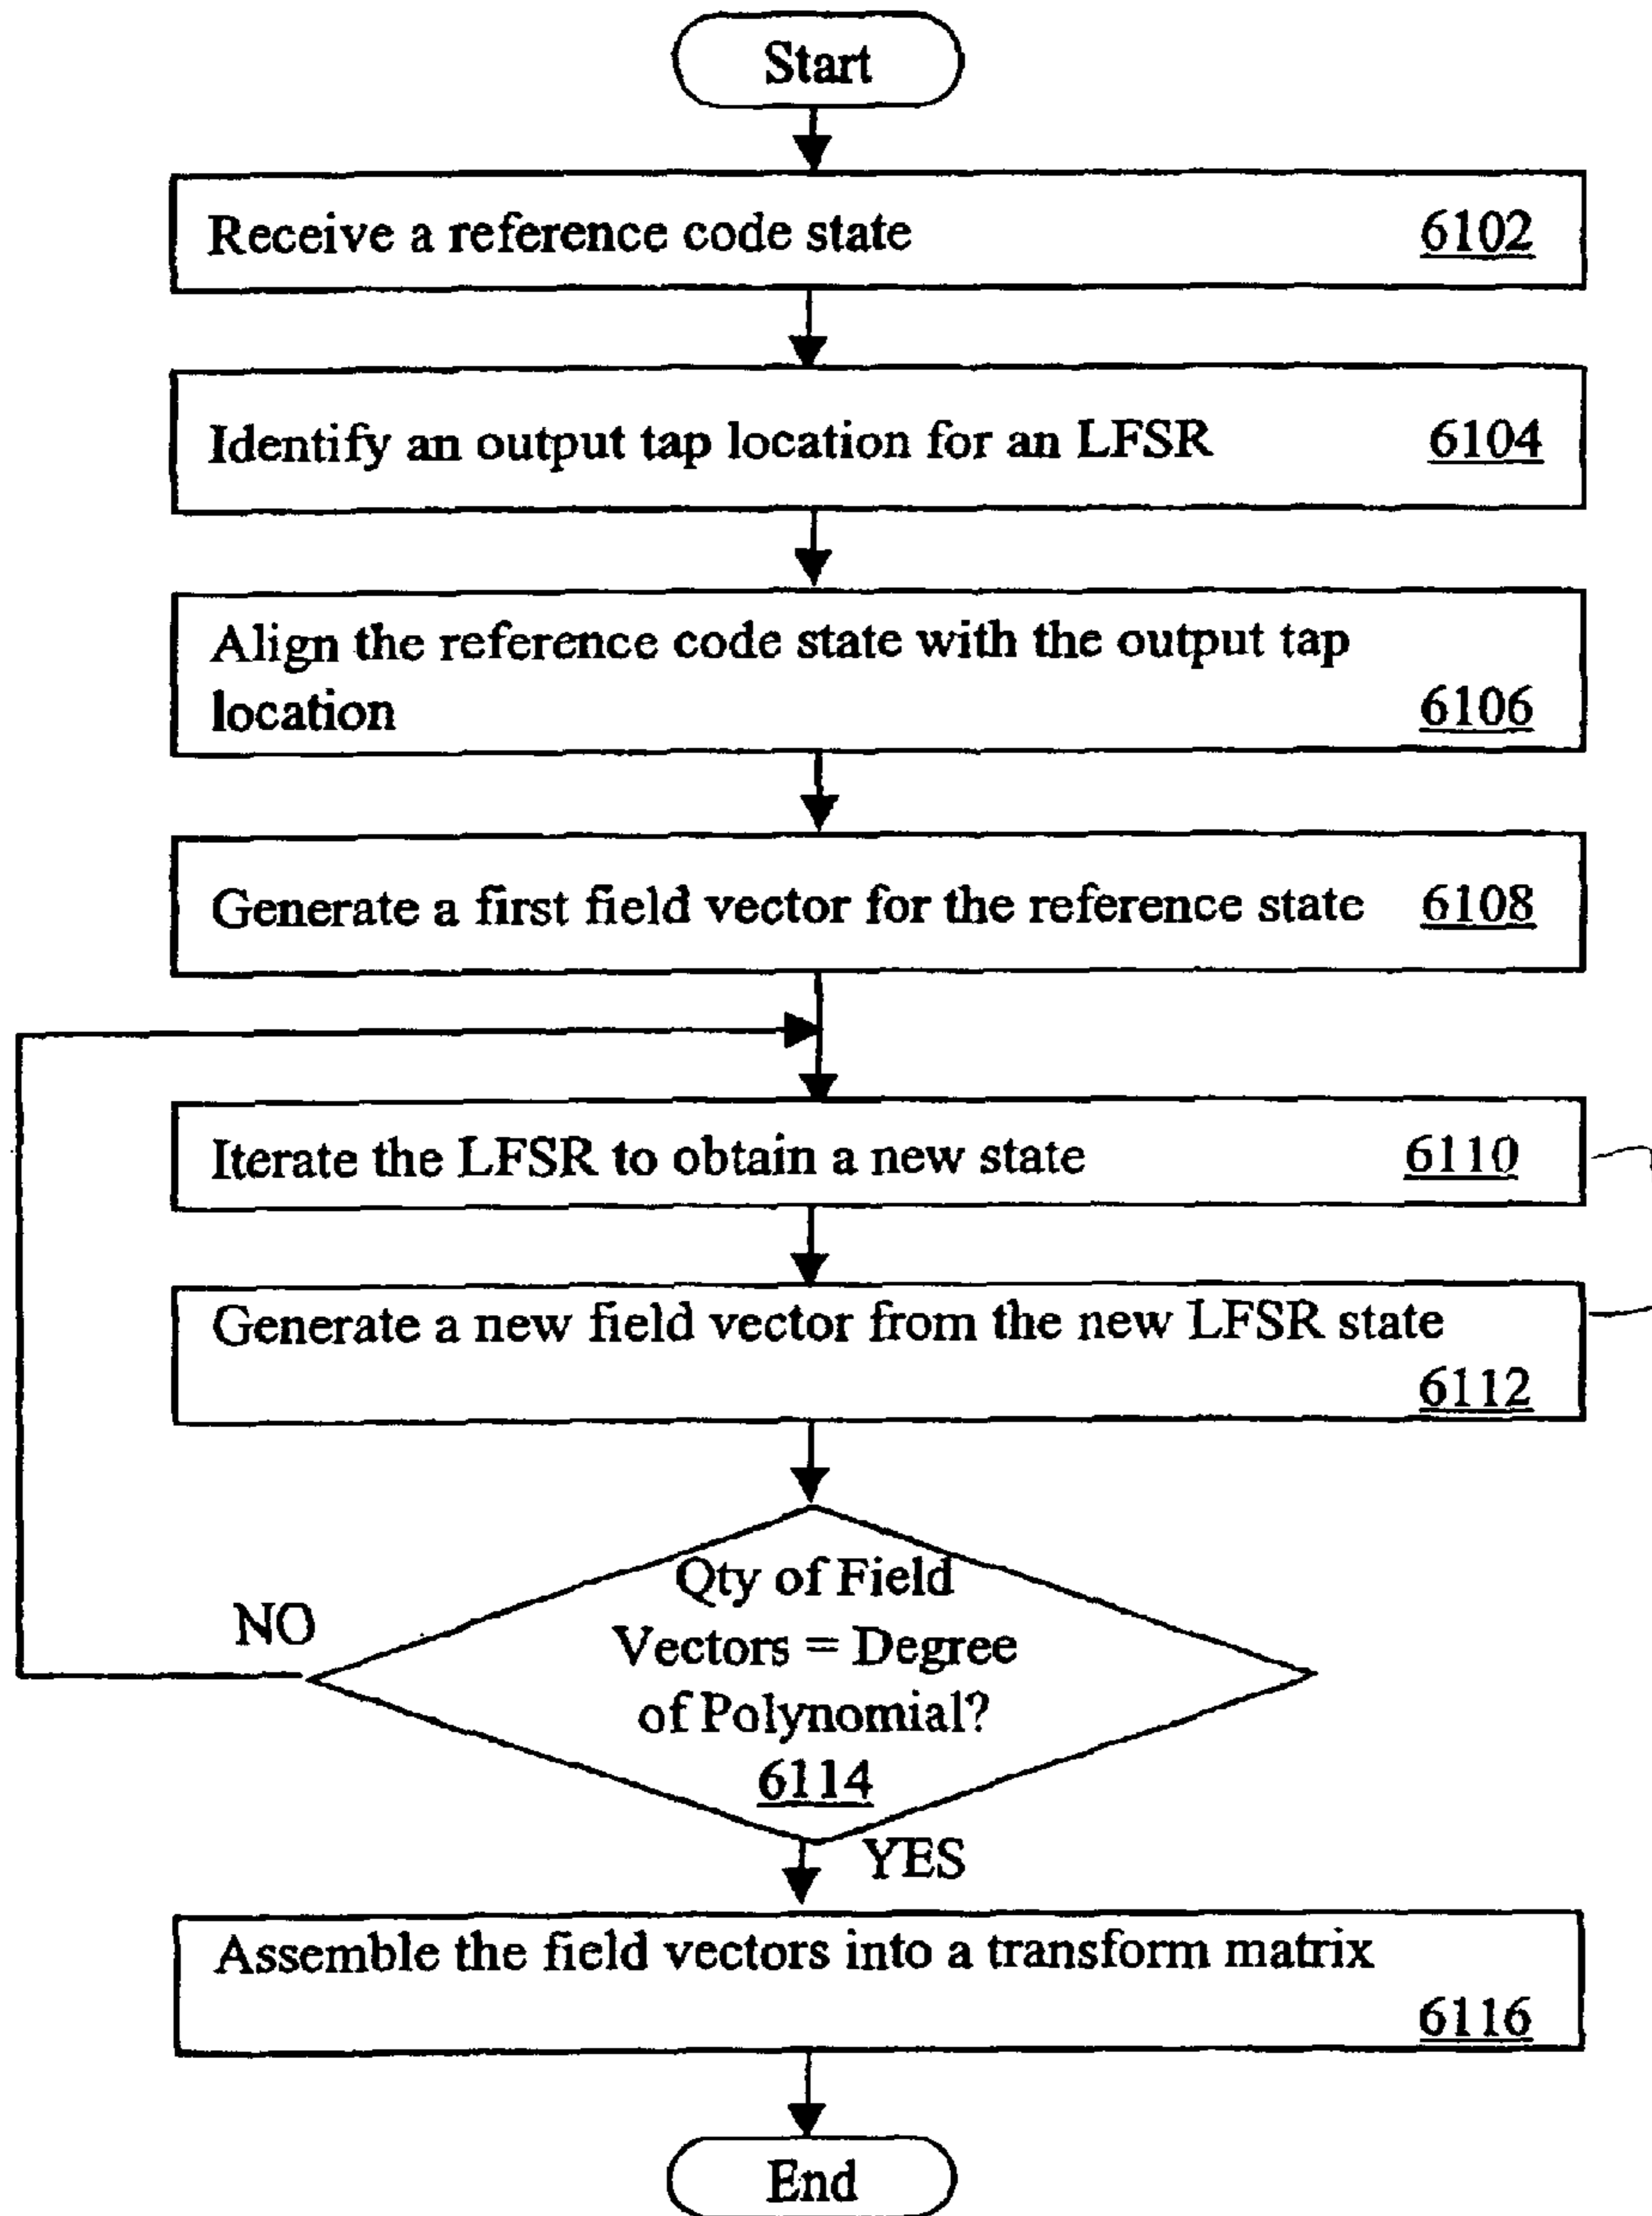 Start
Receive a reference code state 6102
Identify an output tap location for an LFSR 6104
Align the reference code state with the output tap
location 6106
Generate a first field vector for the reference state 6108
Iterate the LFSR to obtain a new state 6110
Generate a new field vector from the new LFSR state
6112
Qty of Field
NO
Vectors = Degree
of Polynomial?
6114
YES
Assemble the field vectors into a transform matrix
6116
End